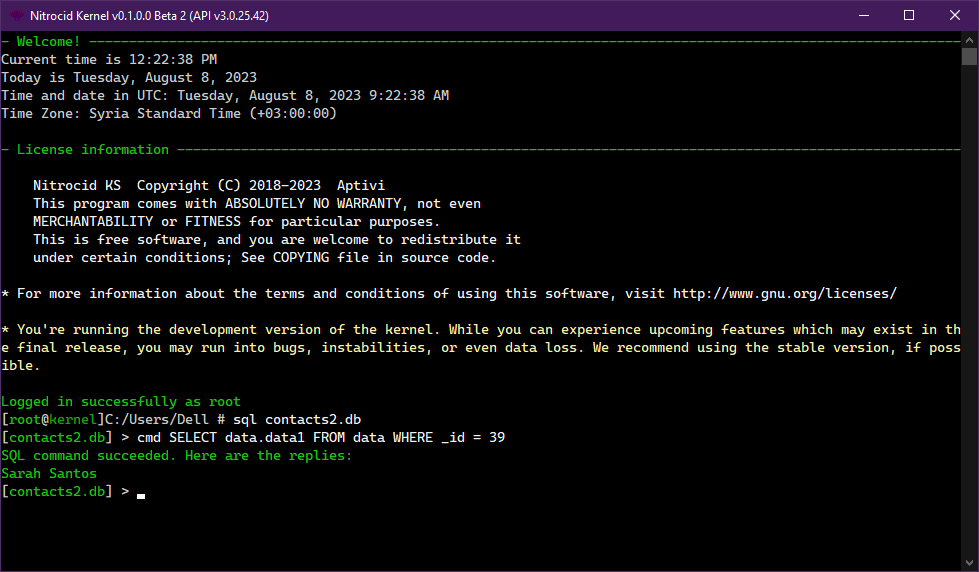 Nitrocid Kernel v0.1.0.0 Beta 2 (API v3.0.25.42)
- Welcome!
Current time is 12:22:38 PM
Today is Tuesday, August 8, 2023
Time and date in UTC: Tuesday, August 8, 2023 9:22:38 AM
Time Zone: Syria Standard Time (+03:00:00)
- License information
Nitrocid KS  Copyright (C) 2018-2023  Aptivi
This program comes with ABSOLUTELY NO WARRANTY, not even
MERCHANTABILITY or FITNESS for particular purposes.
This is free software, and you are welcome to redistribute it
under certain conditions; See COPYING file in source code.
* For more information about the terms and conditions of using this software, visit http://www.gnu.org/licenses/
* You're running the development version of the kernel. While you can experience upcoming features which may exist in th
e final release, you may run into bugs, instabilities, or even data loss. We recommend using the stable version, if poss
ible.
Logged in successfully as root
[root@kernel]C:/Users/Dell # sql contacts2.db
[contacts2.db] > cmd SELECT data.data1 FROM data WHERE _id = 39
SQL command succeeded. Here are the replies:
Sarah Santos
[contacts2.db] >